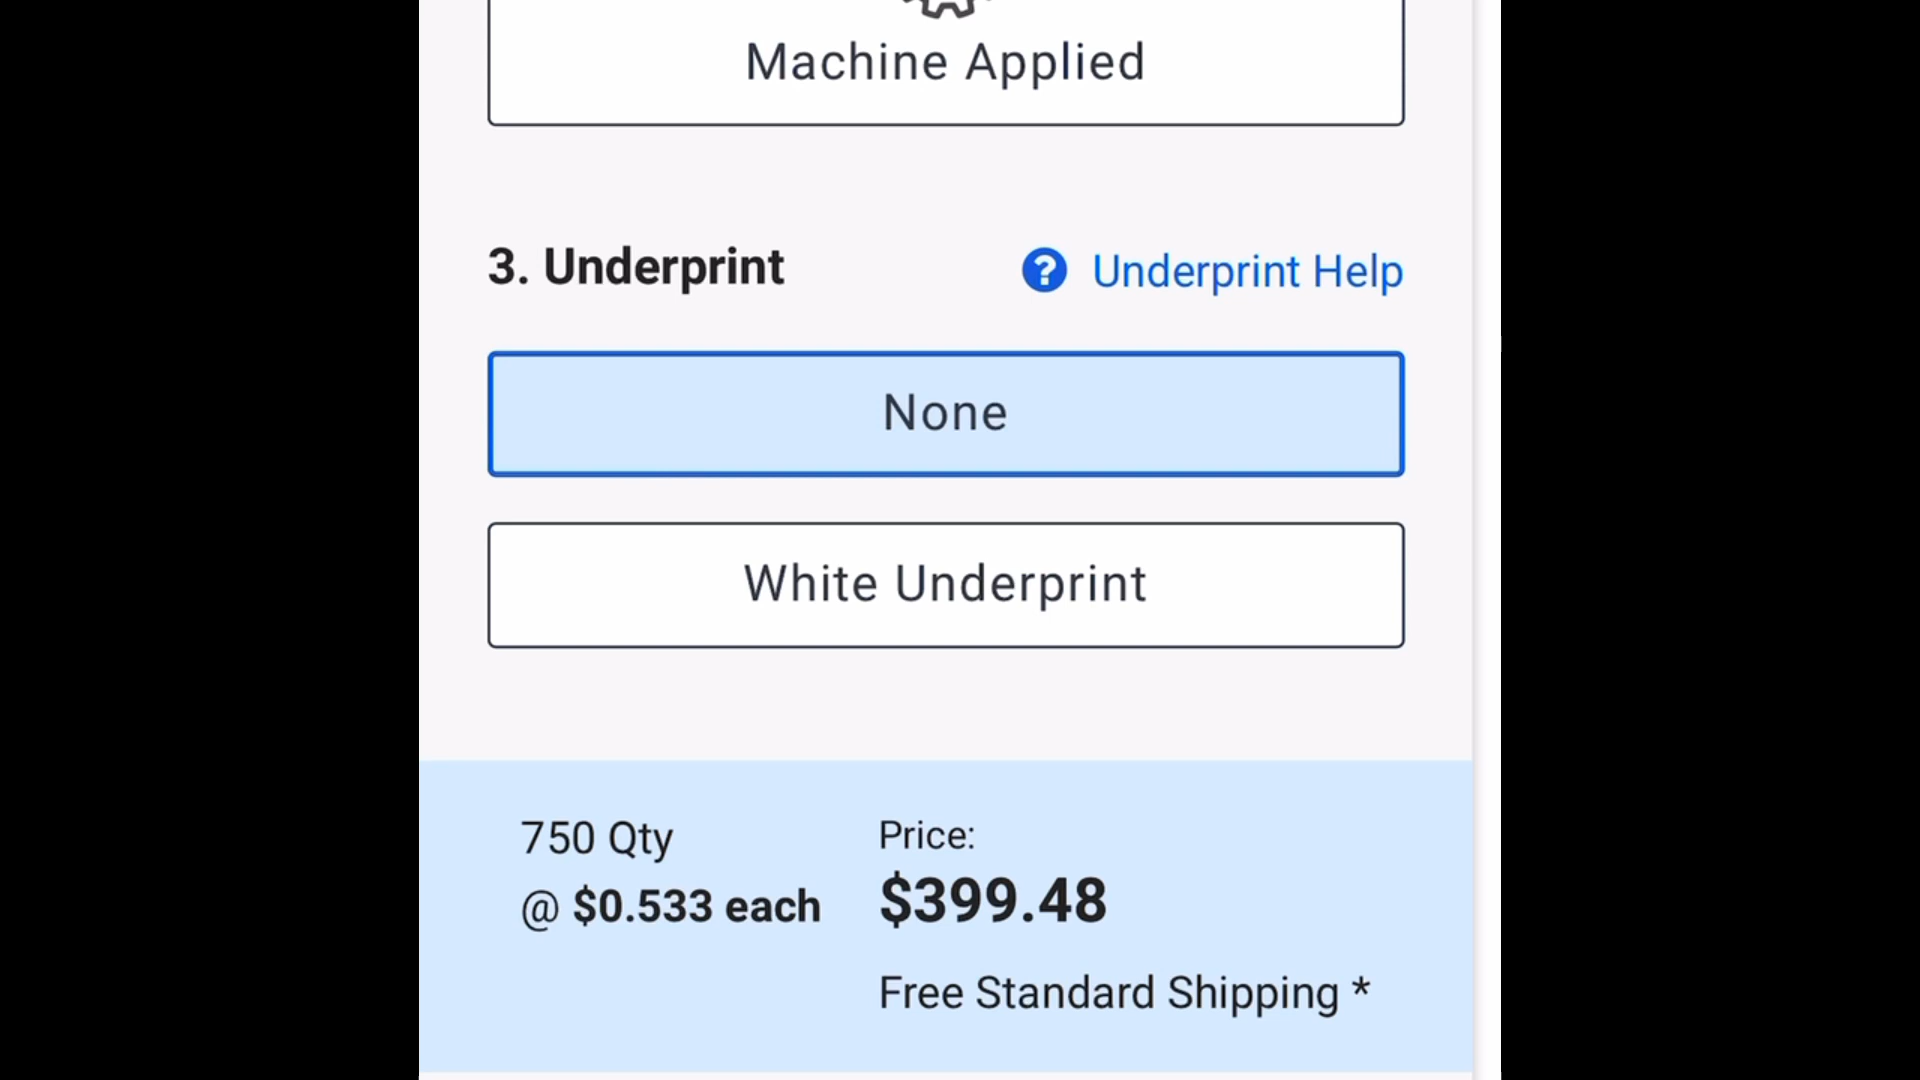 Machine Applied
3. Underprint
? Underprint Help
None
White Underprint
750 Qty
@ $0.533 each
Price:
$399.48
Free Standard Shipping *